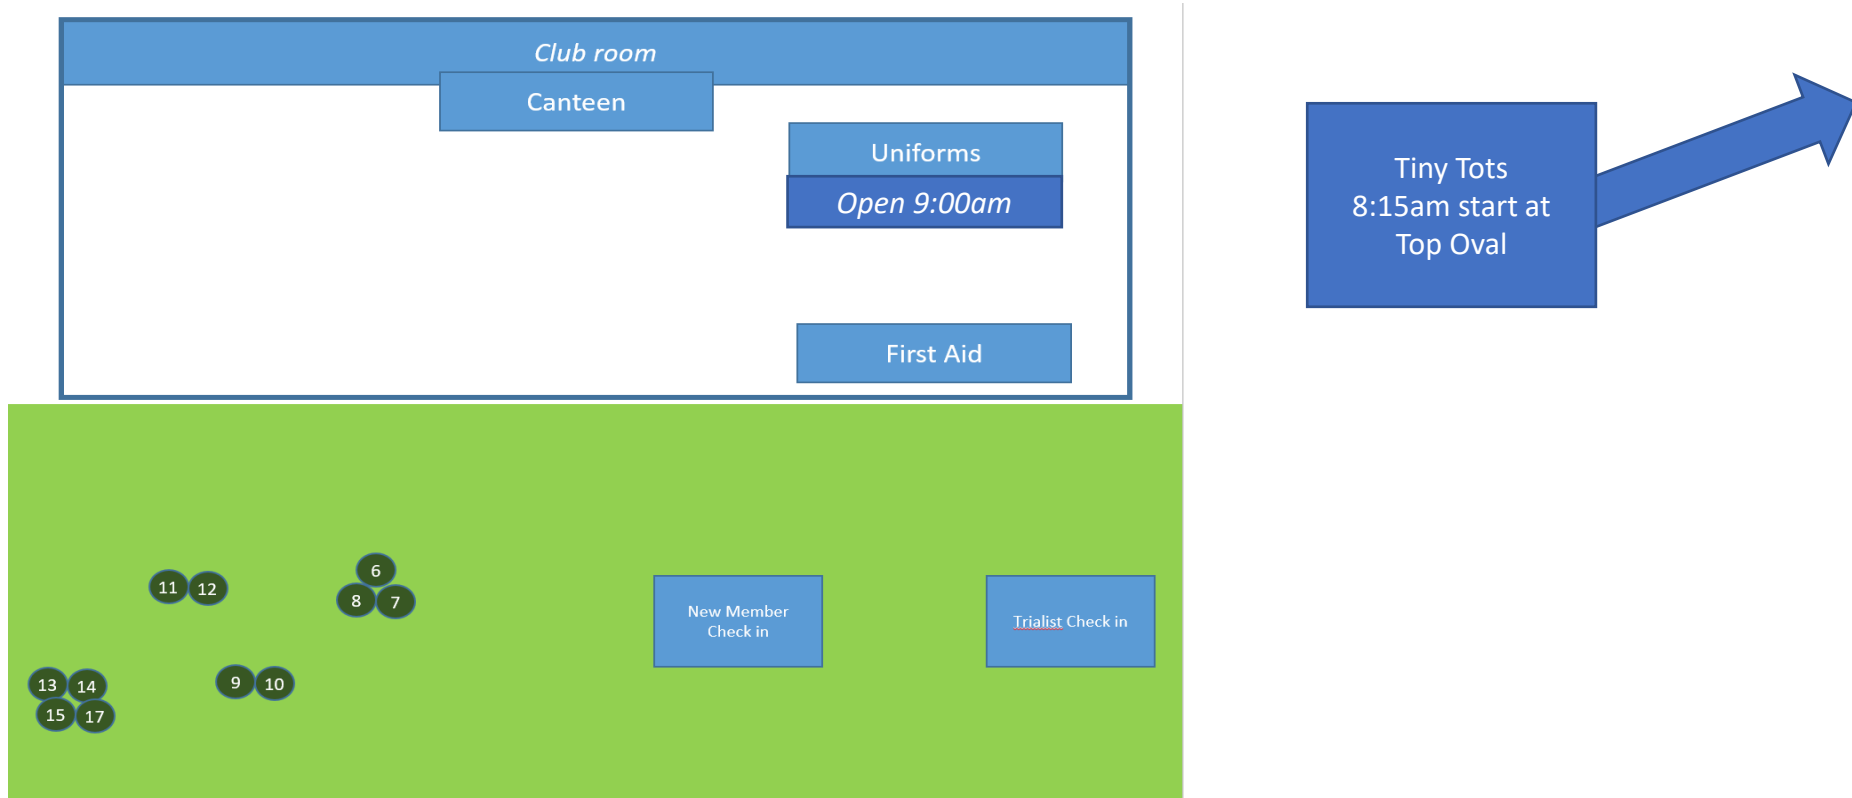 Club room
Canteen
Uniforms
Open 9:00am
First Aid
Tiny Tots
8:15am start at
Top Oval
6
11 12
8 7
New Member
Check in
Trialist Check in
9 10
13 14
15 17